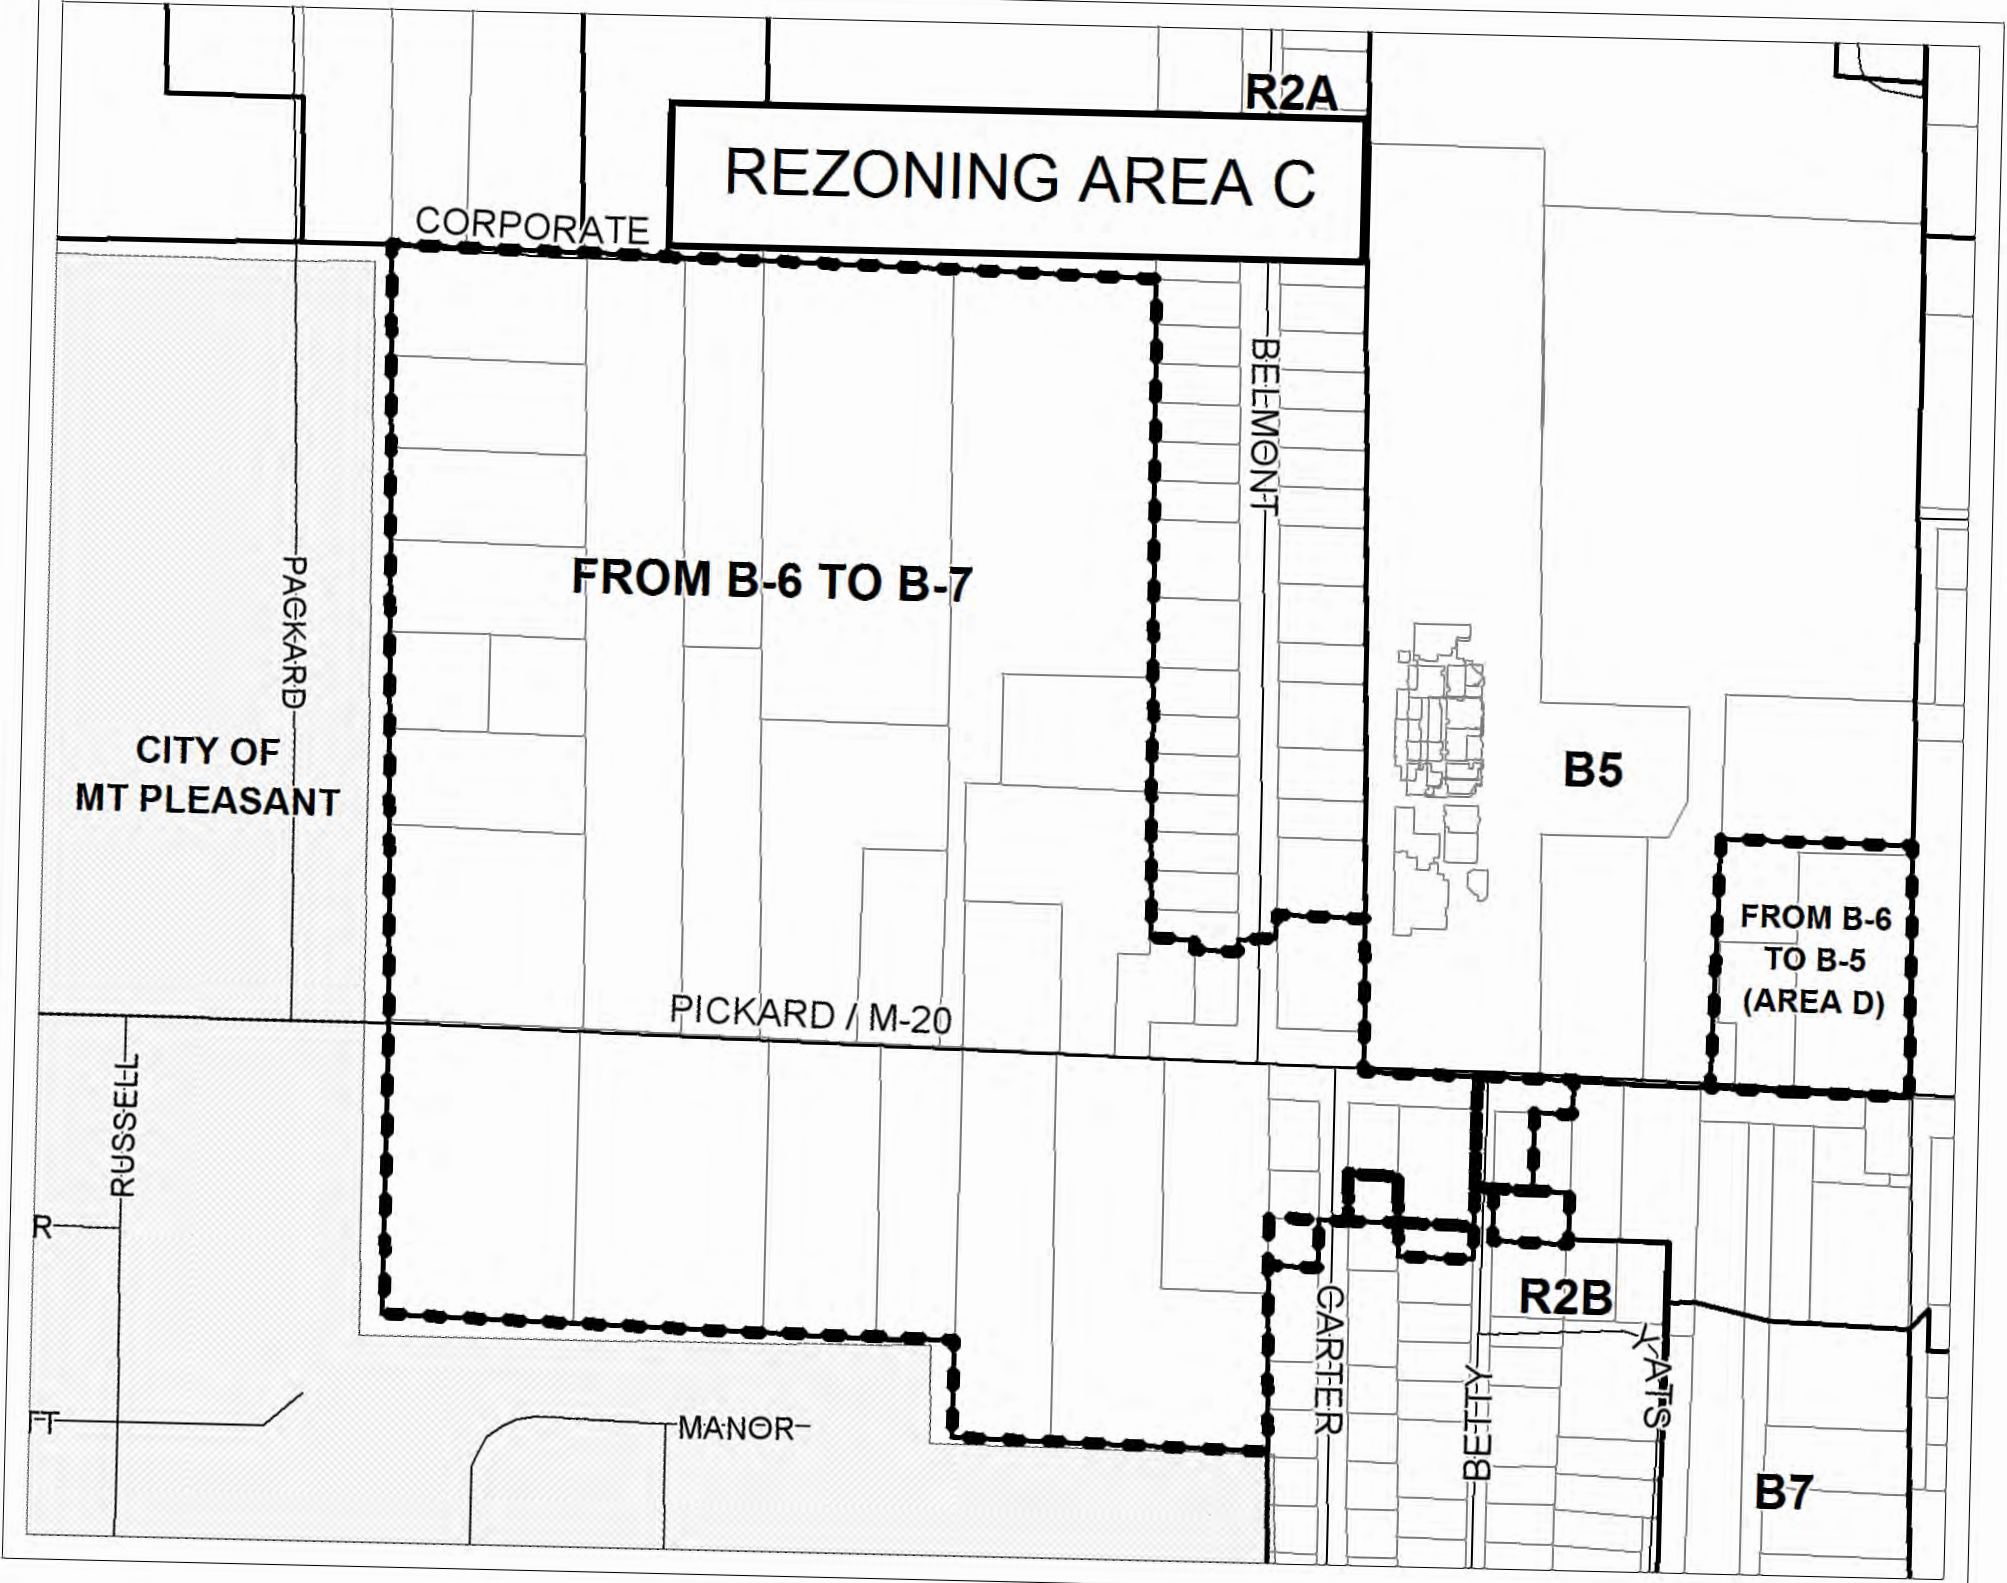 R2A
REZONING AREA C
CORPORATE
BELMONT
FROM B-6 TO B-7
PACKARD
CITY OF
MT PLEASANT
B5
FROM B-6
TO B-5
(AREA D)
PICKARD / M-20
RUSSELL
R
FT
MANOR
CARTER
BETTY
R2B
YATS
B7